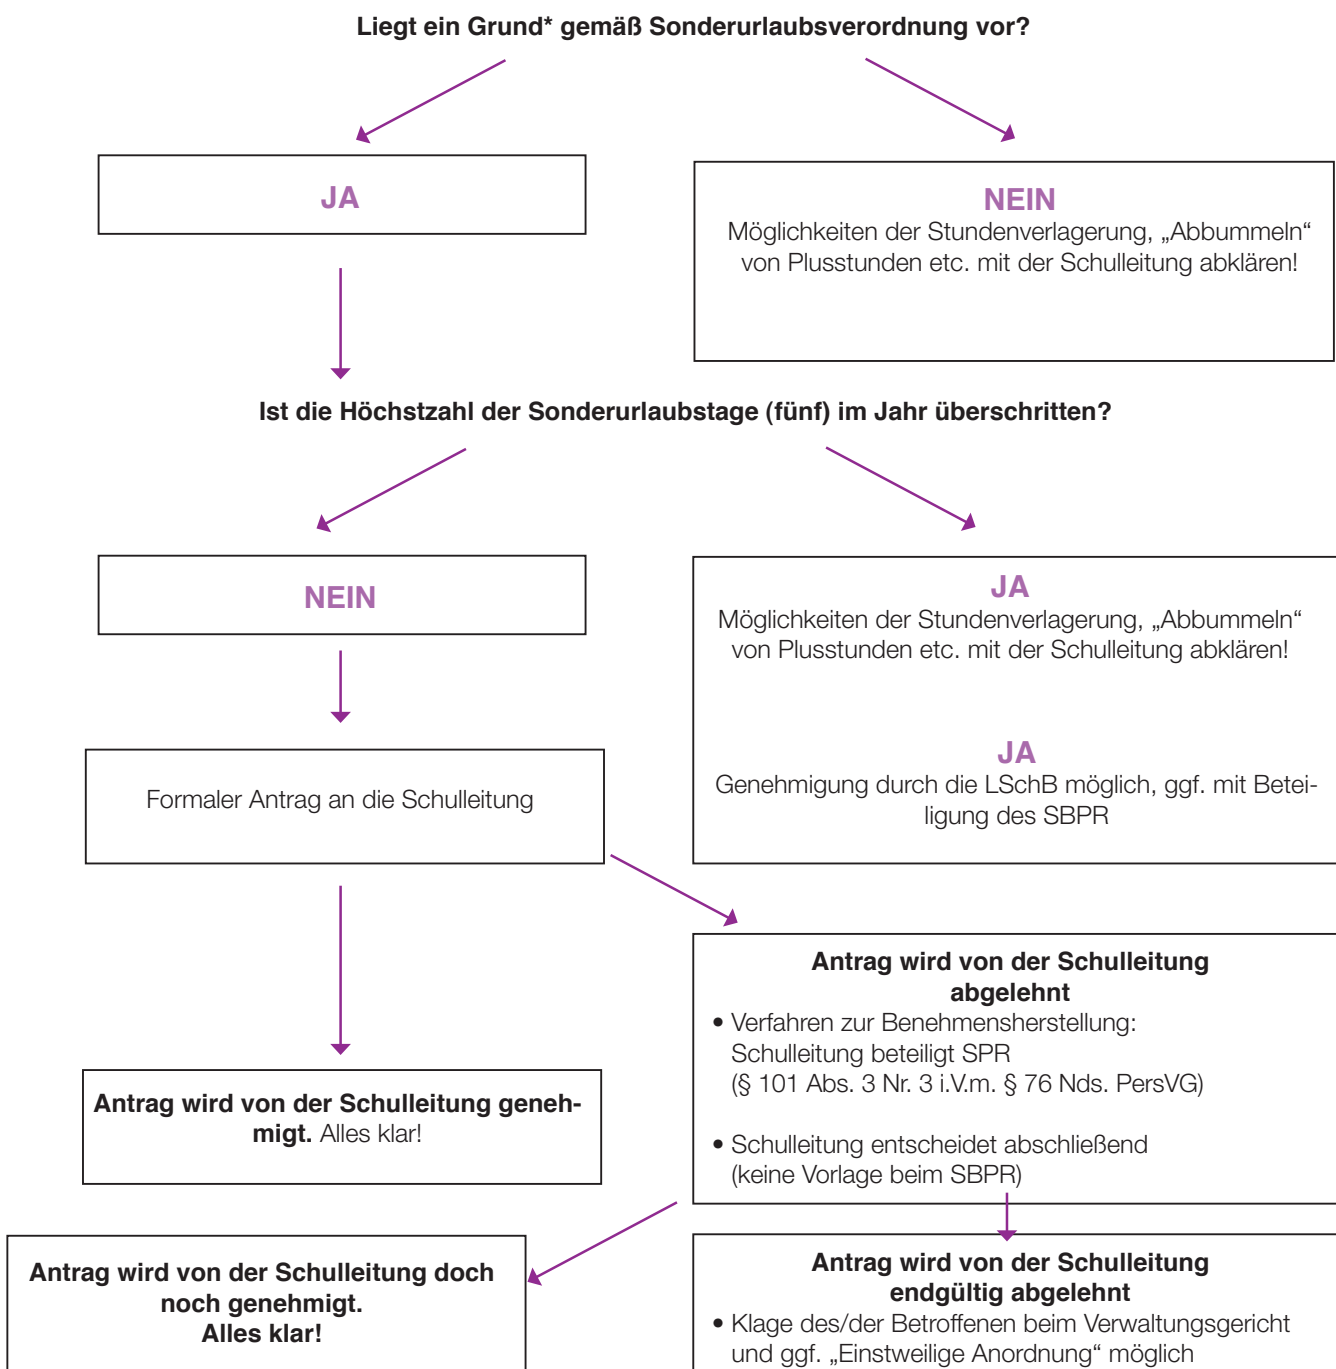 Liegt ein Grund* gemäß Sonderurlaubsverordnung vor?
JA
NEIN
Möglichkeiten der Stundenverlagerung, „Abbummeln“
von Plusstunden etc. mit der Schulleitung abklären!
Ist die Höchstzahl der Sonderurlaubstage (fünf) im Jahr überschritten?
NEIN
JA
Möglichkeiten der Stundenverlagerung, „Abbummeln“
von Plusstunden etc. mit der Schulleitung abklären!
JA
Genehmigung durch die LSchB möglich, ggf. mit Betei-
ligung des SBPR
Formaler Antrag an die Schulleitung
Antrag wird von der Schulleitung
abgelehnt
• Verfahren zur Benehmensherstellung:
Schulleitung beteiligt SPR
(§ 101 Abs. 3 Nr. 3 i.V.m. § 76 Nds. PersVG)
• Schulleitung entscheidet abschließend
(keine Vorlage beim SBPR)
Antrag wird von der Schulleitung geneh-
migt. Alles klar!
Antrag wird von der Schulleitung doch
noch genehmigt.
Alles klar!
Antrag wird von der Schulleitung
endgültig abgelehnt
• Klage des/der Betroffenen beim Verwaltungsgericht
und ggf. „Einstweilige Anordnung“ möglich